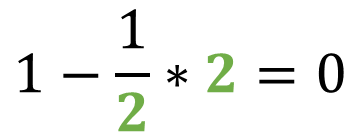 1 − 1/2 * 2 = 0